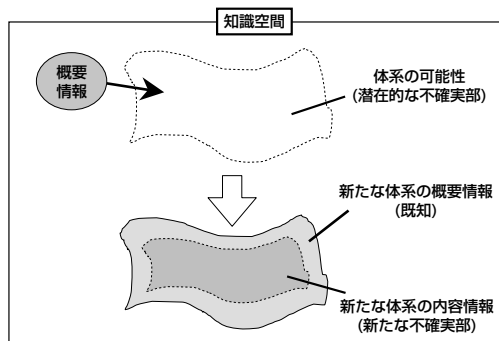 知識空間
概要
情報
体系の可能性
(潜在的な不確実部)
新たな体系の概要情報
(既知)
新たな体系の内容情報
(新たな不確実部)